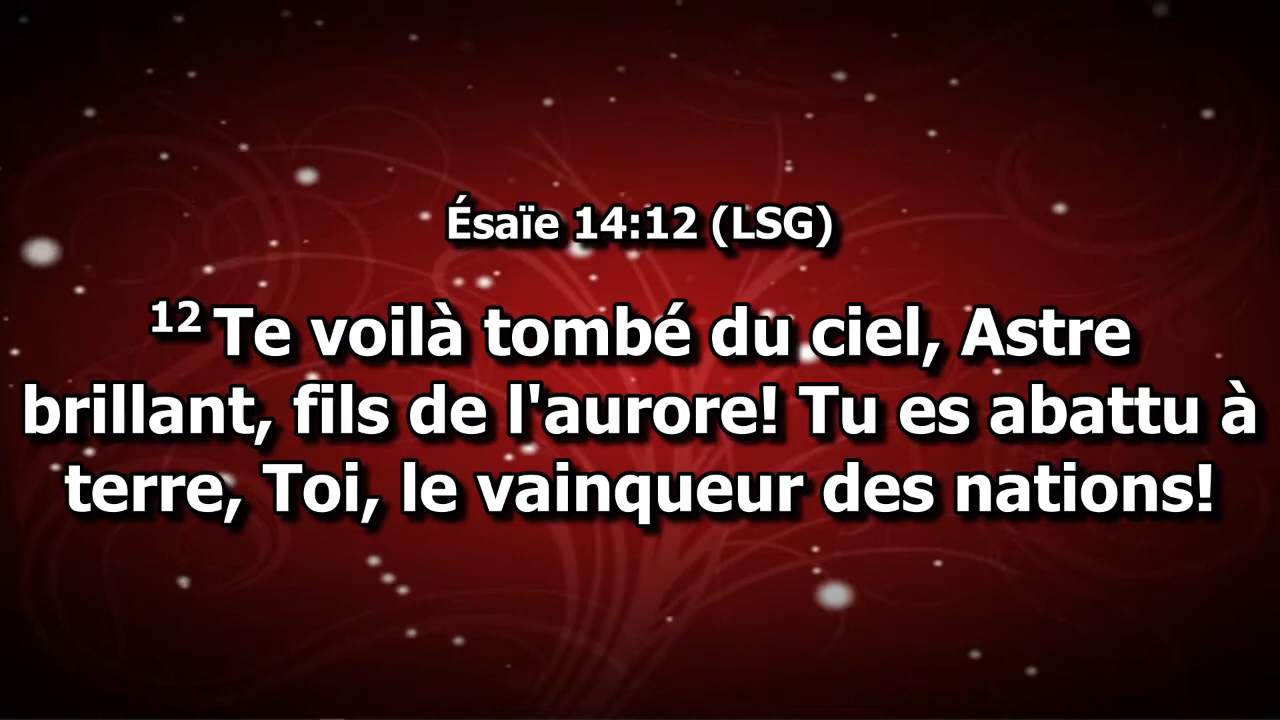 Ésaïe 14:12 (LSG)
12 Te voilà tombé du ciel, Astre
brillant, fils de l'aurore! Tu es abattu à
terre, Toi, le vainqueur des nations!